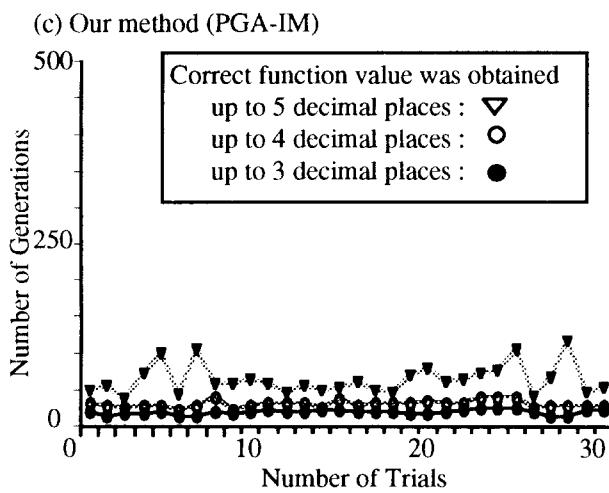 (c) Our method (PGA-IM)
500
Correct function value was obtained
up to 5 decimal places :
up to 4 decimal places :
up to 3 decimal places :
Number of Generations
250
0
0 10 20 30
Number of Trials